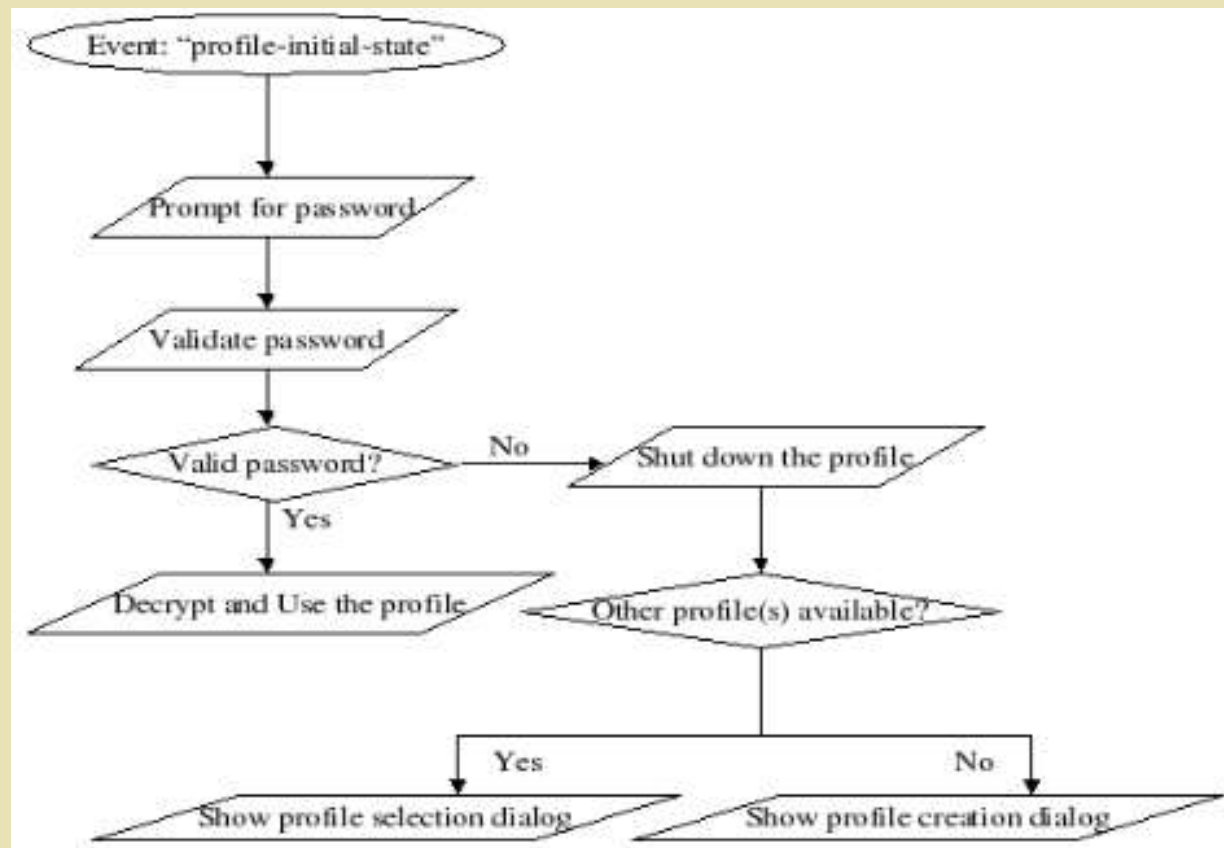 Event: “profile-initial-state”
Prompt for password
Validate password
Valid password?
No
Shut down the profile
Yes
Decrypt and Use the profile
Other profile(s) available?
Yes
No
Show profile selection dialog
Show profile creation dialog